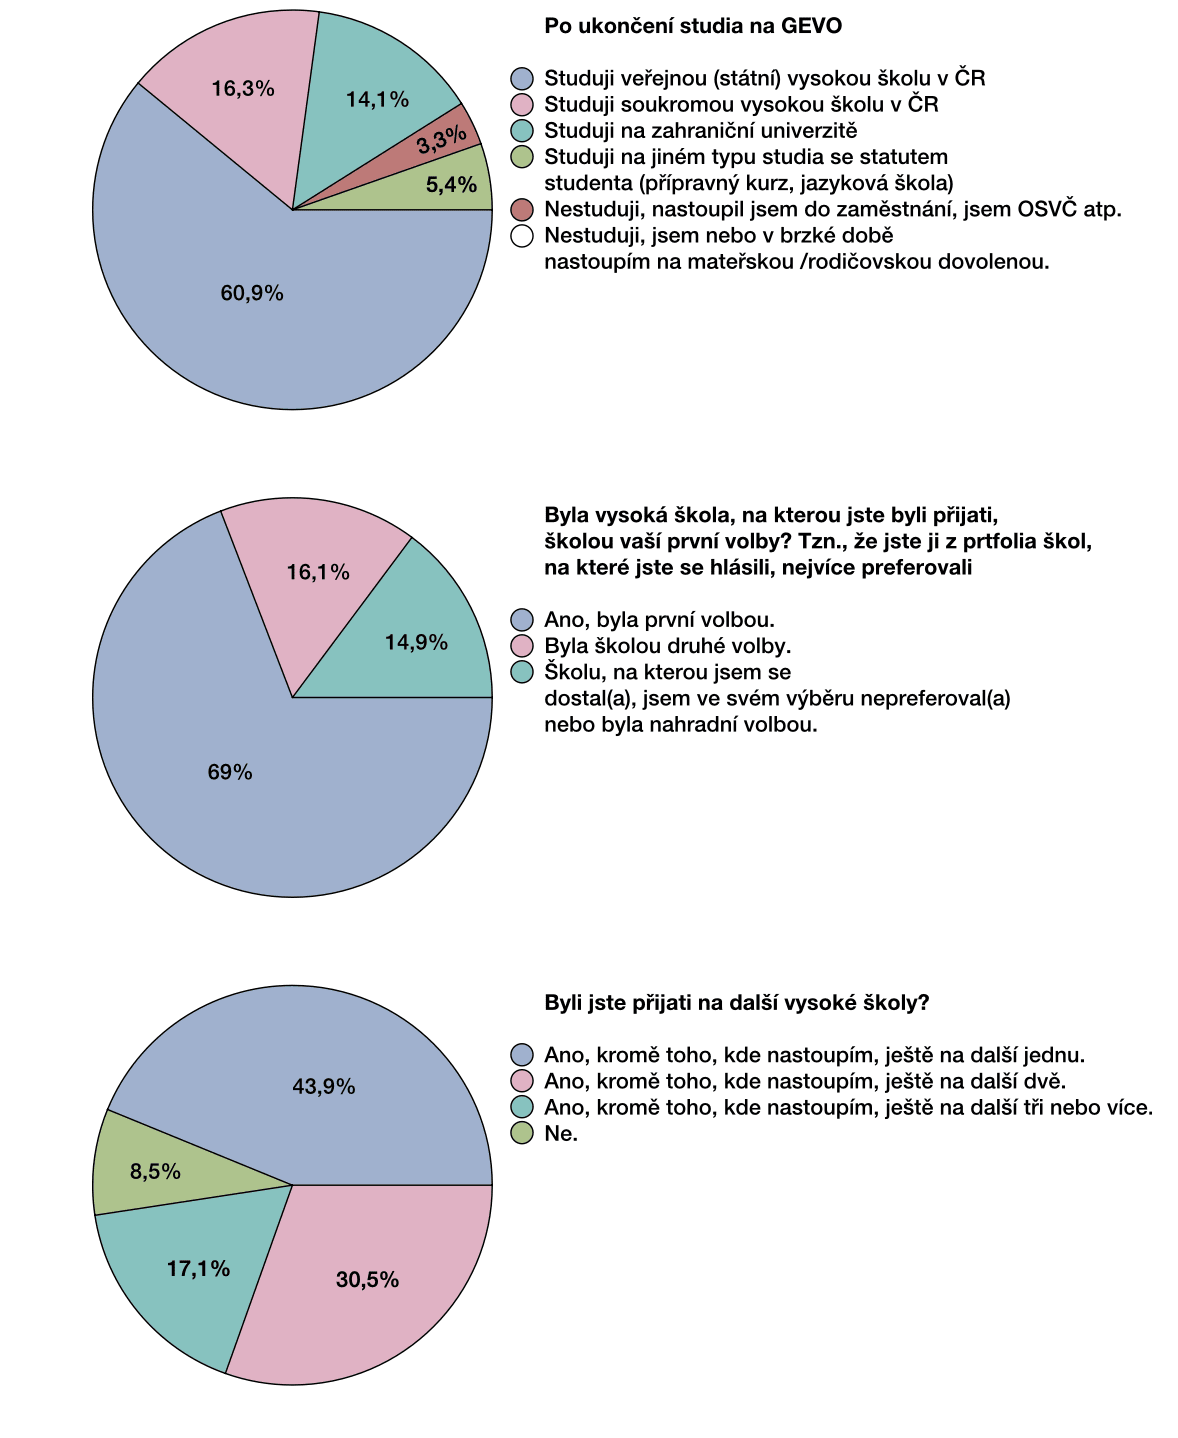 Po ukončení studia na GEVO
Studuji veřejnou (státní) vysokou školu v ČR
Studuji soukromou vysokou školu v ČR
Studuji na zahraniční univerzitě
Studuji na jiném typu studia se statutem
studenta (přípravný kurz, jazyková škola)
Nestuduji, nastoupil jsem do zaměstnání, jsem OSVČ atp.
Nestuduji, jsem nebo v brzké době
nastoupím na mateřskou /rodičovskou dovolenou.
16,3%
14,1%
3,3%
5,4%
60,9%
Byla vysoká škola, na kterou jste byli přijati,
školou vaší první volby? Tzn., že jste ji z prtfolia škol,
na které jste se hlásili, nejvíce preferovali
Ano, byla první volbou.
Byla školou druhé volby.
Školu, na kterou jsem se
dostal(a), jsem ve svém výběru nepreferoval(a)
nebo byla nahradní volbou.
16,1%
14,9%
69%
Byli jste přijati na další vysoké školy?
Ano, kromě toho, kde nastoupím, ještě na další jednu.
Ano, kromě toho, kde nastoupím, ještě na další dvě.
Ano, kromě toho, kde nastoupím, ještě na další tři nebo více.
Ne.
43,9%
8,5%
17,1%
30,5%